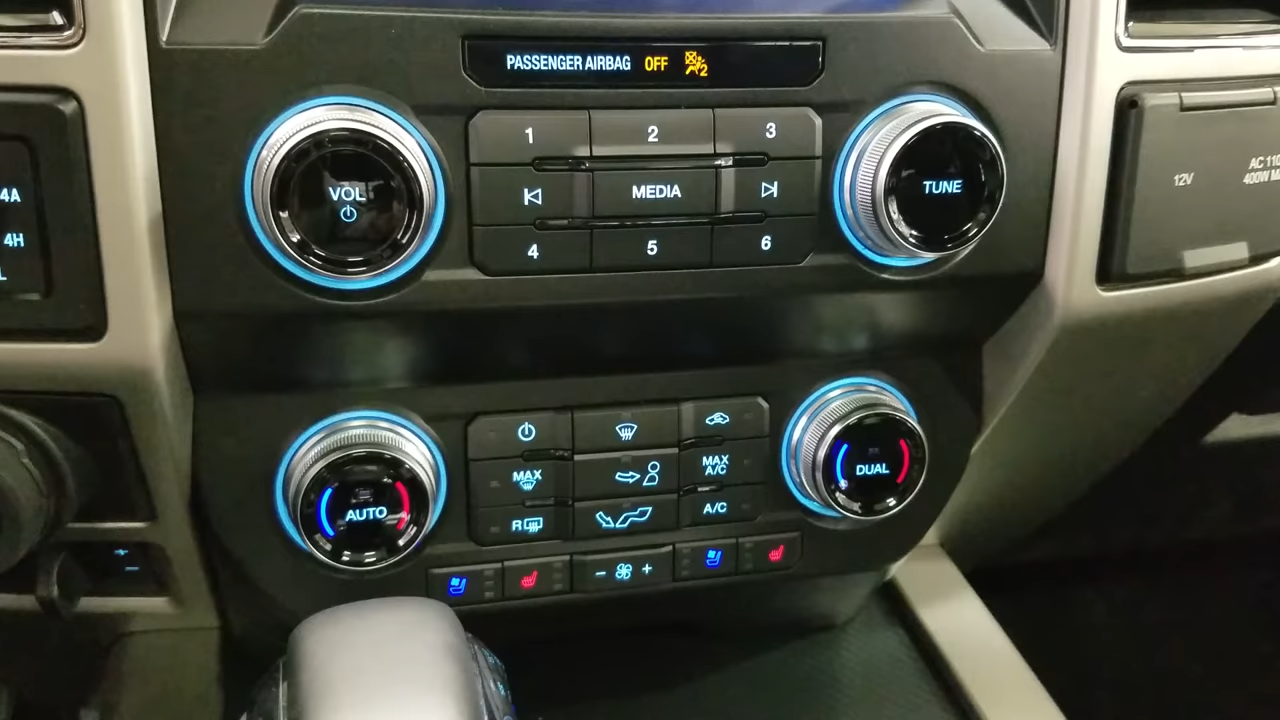 PASSENGER AIRBAG OFF 2
1 2 3
VOL
MEDIA
TUNE
4 5 6
4A
4H
L
12V
AC 110
400W
MAX
MAX
A/C
R
A/C
AUTO
DUAL
- +